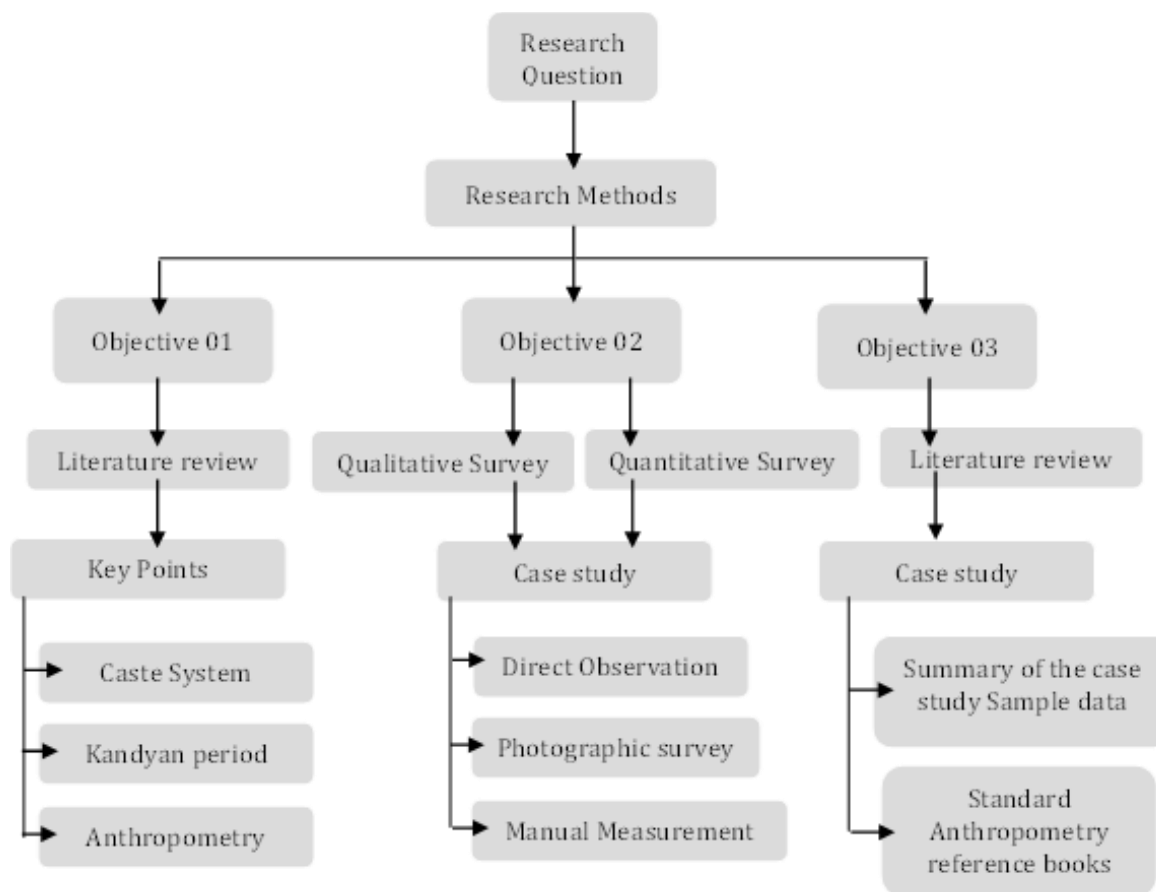 Research
Question
Research Methods
Objective 01
Objective 02
Objective 03
Literature review
Qualitative Survey
Quantitative Survey
Literature review
Key Points
Case study
Case study
Caste System
Direct Observation
Summary of the case
study Sample data
Kandyan period
Photographic survey
Anthropometry
Manual Measurement
Standard
Anthropometry
reference books